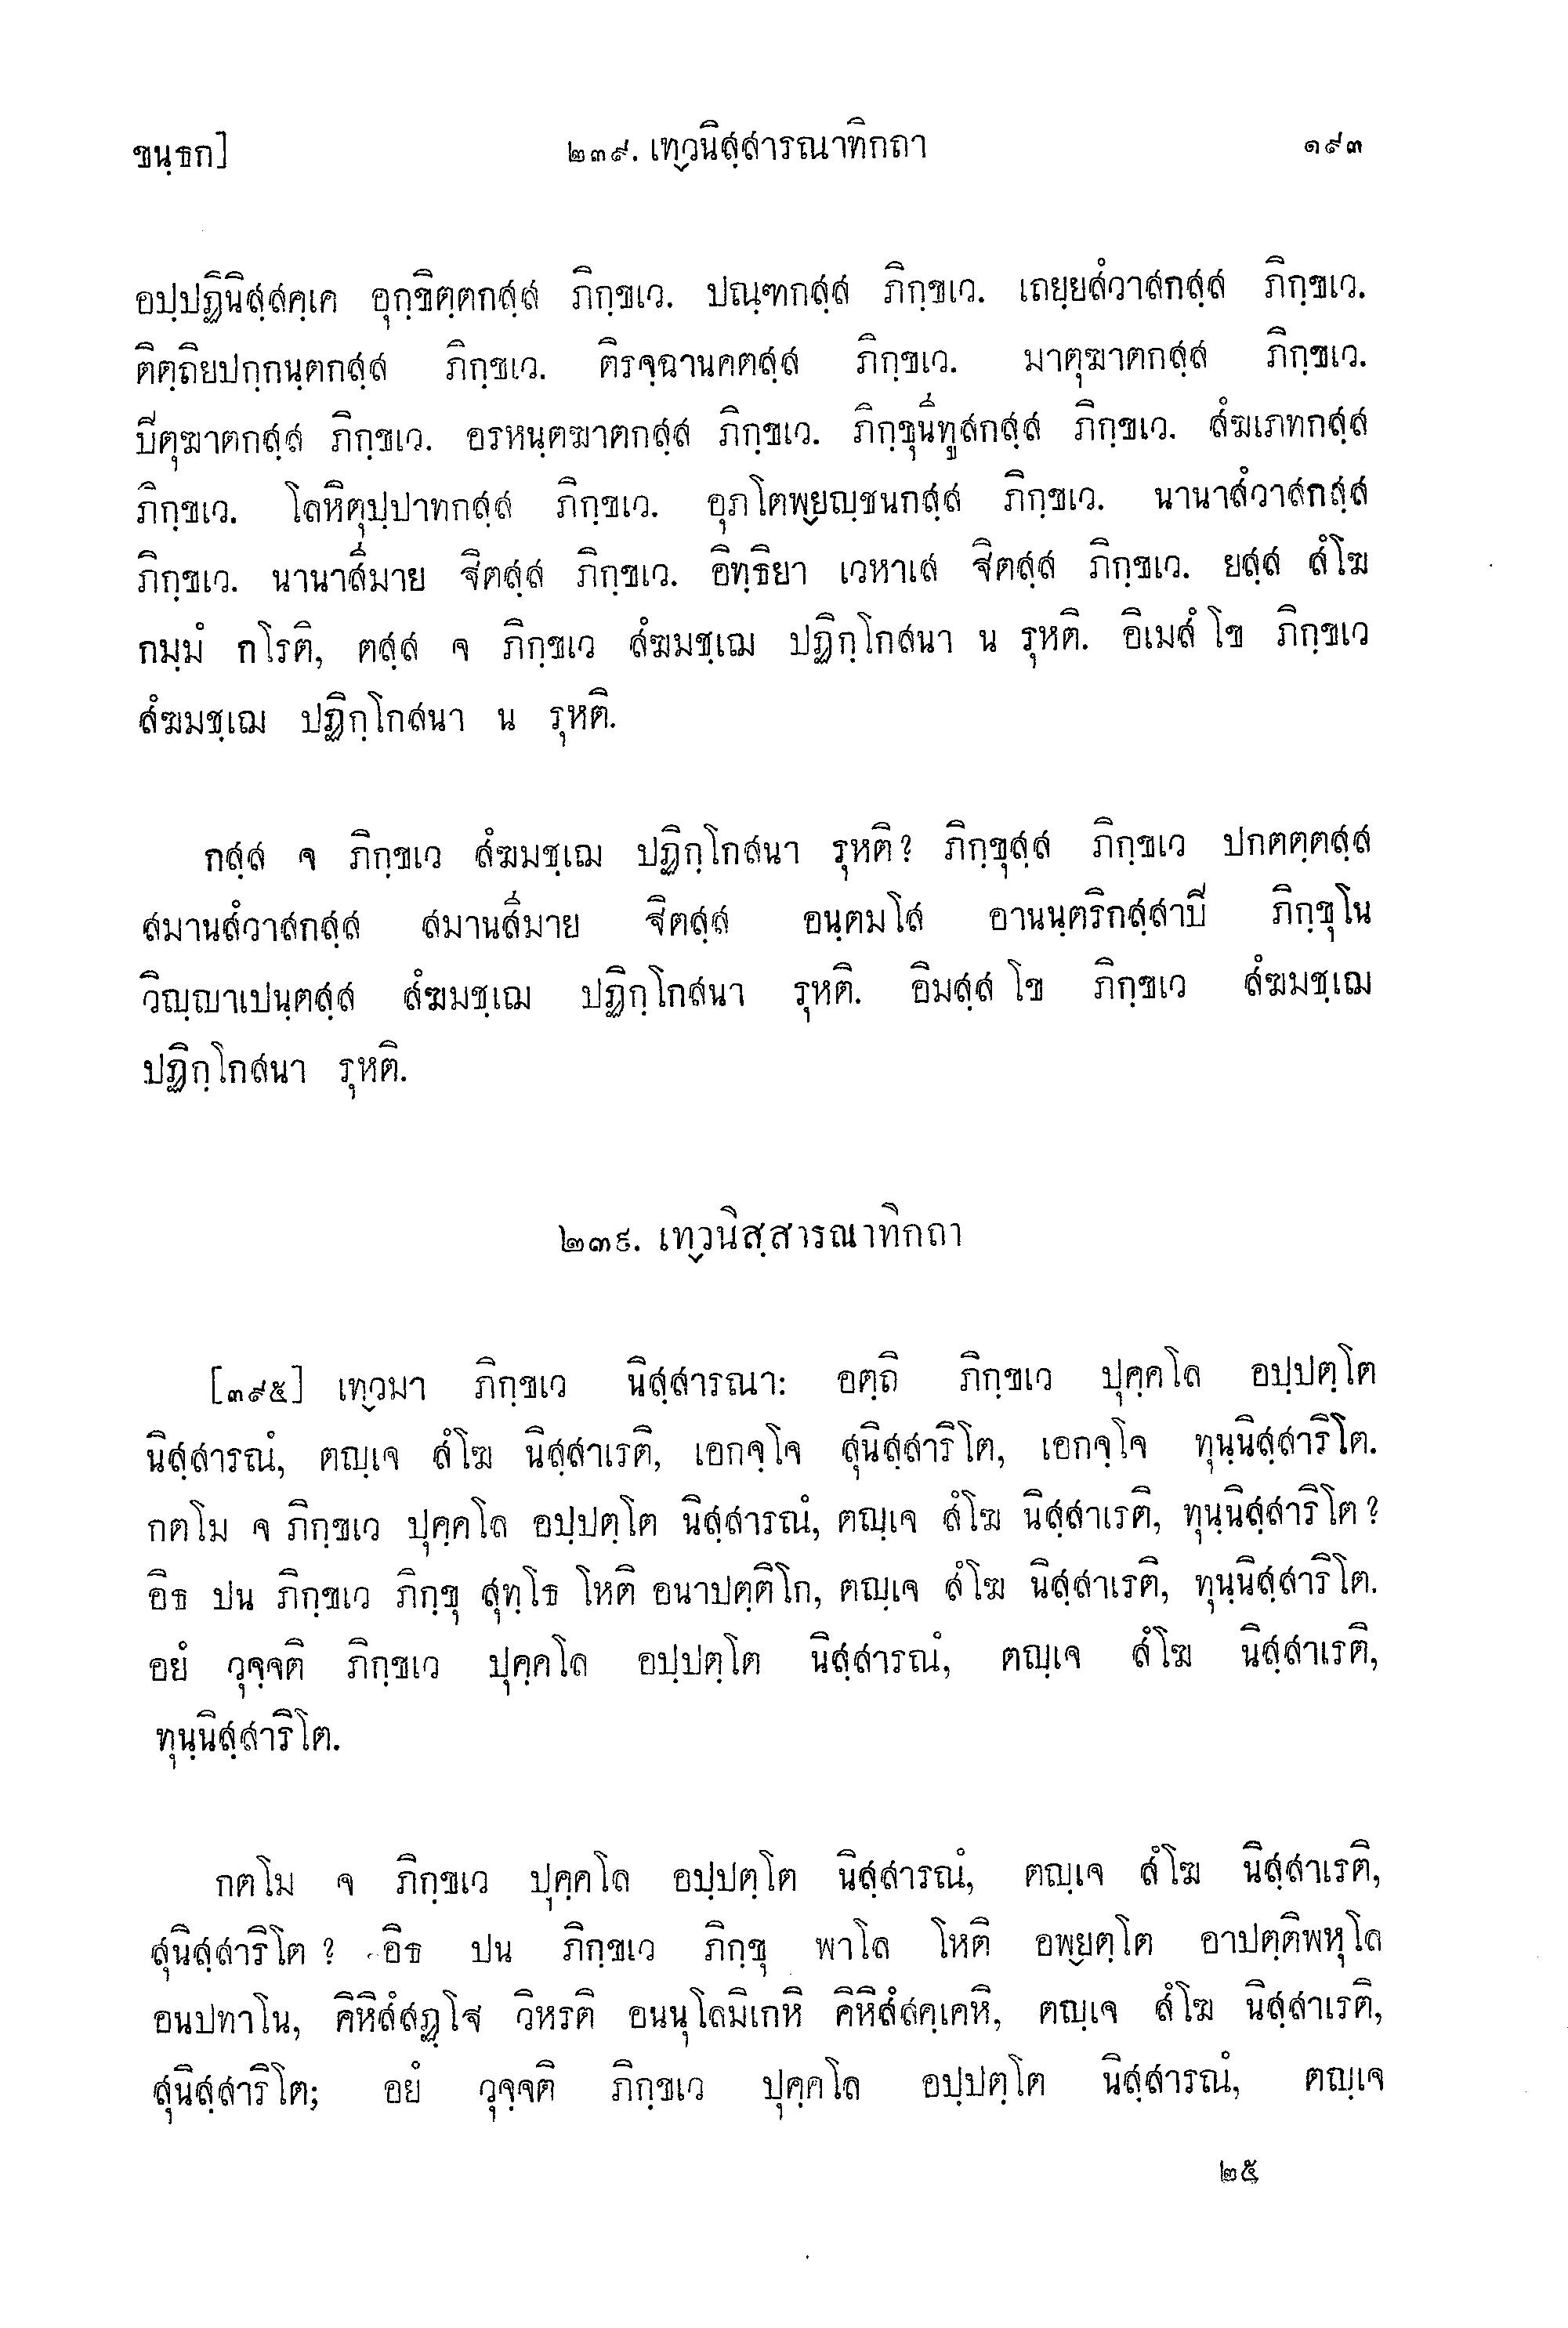 ขนฺธก] ๒๓๙. เทฺวนิสฺสารณาทิกถา ๑๙๓
อปฺปฏินิสฺสคฺเค อุกฺขิตฺตกสฺส ภิกฺขเว. ปณฺฑกสฺส ภิกฺขเว. เถยฺยสํวาสกสฺส ภิกฺขเว.
ติตฺถิยปกฺกนฺตกสฺส ภิกฺขเว. ติรจฺฉานคตสฺส ภิกฺขเว. มาตุฆาตกสฺส ภิกฺขเว.
ปิตุฆาตกสฺส ภิกฺขเว. อรหนฺตฆาตกสฺส ภิกฺขเว. ภิกฺขุนีทูสกสฺส ภิกฺขเว. สํฆเภทกสฺส
ภิกฺขเว. โลหิตุปฺปาทกสฺส ภิกฺขเว. อุภโตพฺยญฺชนกสฺส ภิกฺขเว. นานาสํวาสกสฺส
ภิกฺขเว. นานาสีมาย ฐิตสฺส ภิกฺขเว. อิทฺธิยา เวหาเส ฐิตสฺส ภิกฺขเว. ยสฺส สํโฆ
กมฺมํ กโรติ, ตสฺส จ ภิกฺขเว สํฆมชฺเฌ ปฏิกฺโกสนา น รุหติ. อิเมสํ โข ภิกฺขเว
สํฆมชฺเฌ ปฏิกฺโกสนา น รุหติ.
กสฺส จ ภิกฺขเว สํฆมชฺเฌ ปฏิกฺโกสนา รุหติ? ภิกฺขุสฺส ภิกฺขเว ปกตตฺตสฺส
สมานสํวาสกสฺส สมานสีมาย ฐิตสฺส อนฺตมโส อานนฺตริกสฺสาปิ ภิกฺขุโน
วิญฺญาเปนฺตสฺส สํฆมชฺเฌ ปฏิกฺโกสนา รุหติ. อิมสฺส โข ภิกฺขเว สํฆมชฺเฌ
ปฏิกฺโกสนา รุหติ.
๒๓๙. เทฺวนิสฺสารณาทิกถา
[๓๙๕] เทฺวมา ภิกฺขเว นิสฺสารณา: อตฺถิ ภิกฺขเว ปุคฺคโล อปฺปตฺโต
นิสฺสารณํ, ตญฺเจ สํโฆ นิสฺสาเรติ, เอกจฺโจ สุนิสฺสาริโต, เอกจฺโจ ทุนฺนิสฺสาริโต.
กตโม จ ภิกฺขเว ปุคฺคโล อปฺปตฺโต นิสฺสารณํ, ตญฺเจ สํโฆ นิสฺสาเรติ, ทุนฺนิสฺสาริโต?
อิธ ปน ภิกฺขเว ภิกฺขุ สุทฺโธ โหติ อนาปตฺติโก, ตญฺเจ สํโฆ นิสฺสาเรติ, ทุนฺนิสฺสาริโต.
อยํ วุจฺจติ ภิกฺขเว ปุคฺคโล อปฺปตฺโต นิสฺสารณํ, ตญฺเจ สํโฆ นิสฺสาเรติ,
ทุนฺนิสฺสาริโต.
กตโม จ ภิกฺขเว ปุคฺคโล อปฺปตฺโต นิสฺสารณํ, ตญฺเจ สํโฆ นิสฺสาเรติ,
สุนิสฺสาริโต? อิธ ปน ภิกฺขเว ภิกฺขุ พาโล โหติ อพฺยตฺโต อาปตฺติพหุโล
อนปทาโน, คิหิสํสฏฺโฐ วิหรติ อนนุโลมิเกหิ คิหิสํสคฺเคหิ, ตญฺเจ สํโฆ นิสฺสาเรติ,
สุนิสฺสาริโต; อยํ วุจฺจติ ภิกฺขเว ปุคฺคโล อปฺปตฺโต นิสฺสารณํ, ตญฺเจ
๒๕